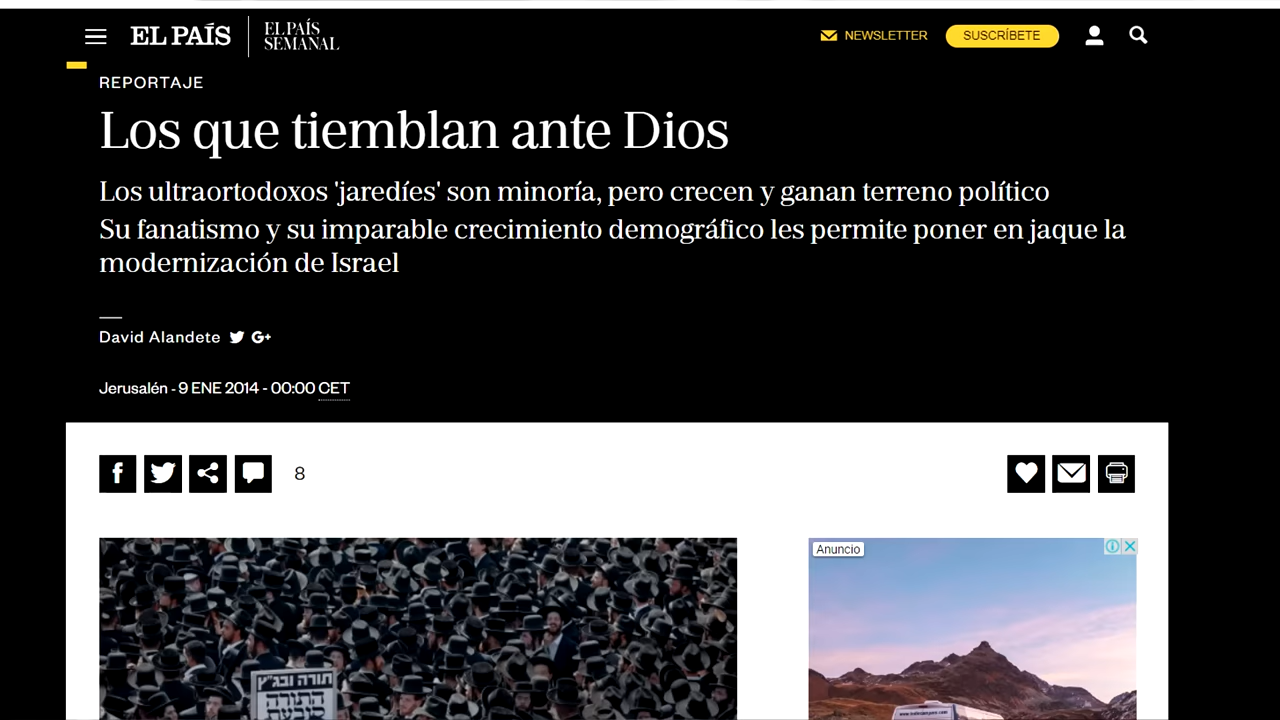 EL PAÍS
EL PAÍS
SEMANAL
NEWSLETTER
SUSCRÍBETE
REPORTAJE
Los que tiemblan ante Dios
Los ultraortodoxos 'jaredíes' son minoría, pero crecen y ganan terreno político
Su fanatismo y su imparable crecimiento demográfico les permite poner en jaque la
modernización de Israel
David Alandete
Jerusalén - 9 ENE 2014 - 00:00 CET
8
Anuncio
תורה ובג"ץ